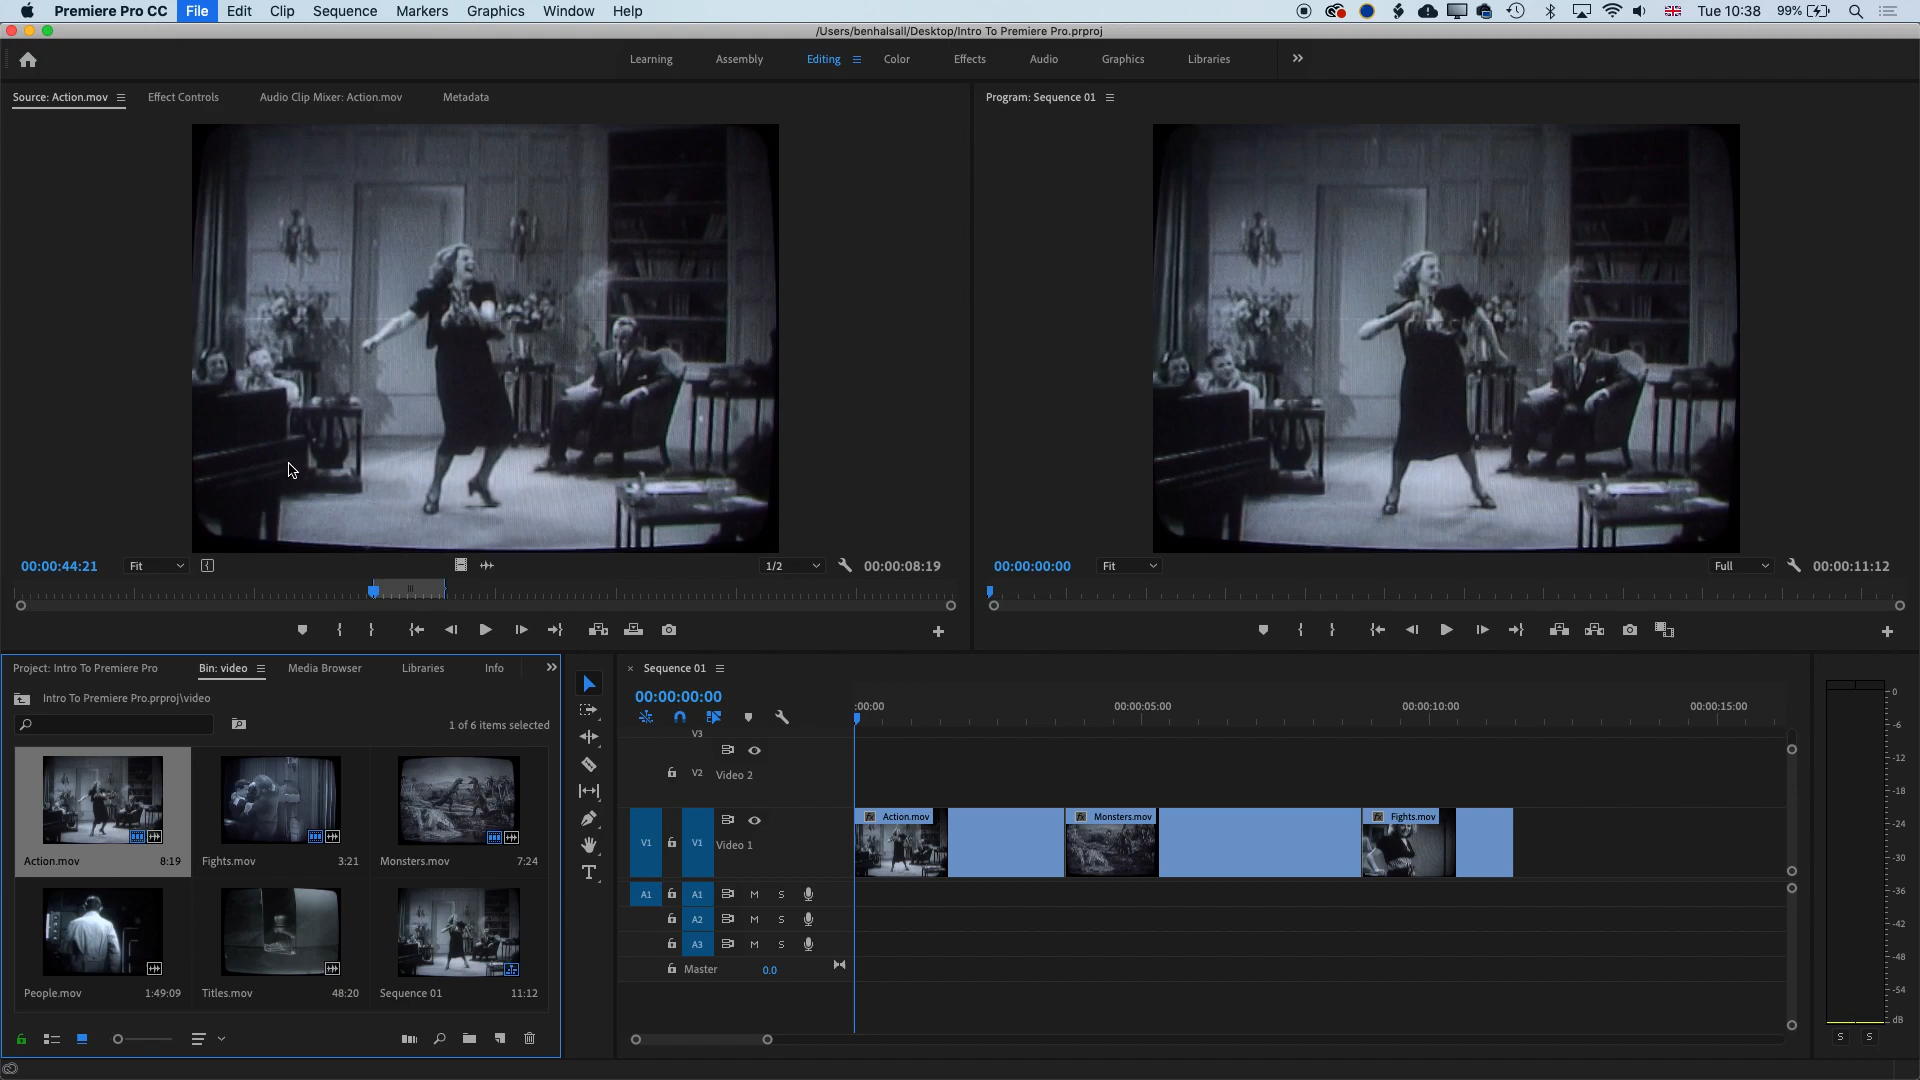 Premiere Pro CC File Edit Clip Sequence Markers Graphics Window Help Tue 10:38 99%
/Users/benhalsall/Desktop/Intro To Premiere Pro.prproj
Learning Assembly Editing Color Effects Audio Graphics Libraries
Source: Action.mov Effect Controls Audio Clip Mixer: Action.mov Metadata
Program: Sequence 01
00:00:44:21 Fit 1/2 00:00:08:19
00:00:00:00 Fit Full 00:00:11:12
Project: Intro To Premiere Pro Bin: video Media Browser Libraries Info
Intro To Premiere Pro.prproj\video
1 of 6 items selected
Action.mov 8:19
Fights.mov 3:21
Monsters.mov 7:24
People.mov 1:49:09
Titles.mov 48:20
Sequence 01 11:12
Sequence 01
00:00:00:00
:00:00 00:00:05:00 00:00:10:00 00:00:15:00
V3
V2 Video 2
V1 V1 Video 1
Action.mov Monsters.mov Fights.mov
A1 A1 M S
A2 M S
A3 M S
Master 0.0
0
-6
-12
-18
-24
-30
-36
-42
-48
-54
dB
S S